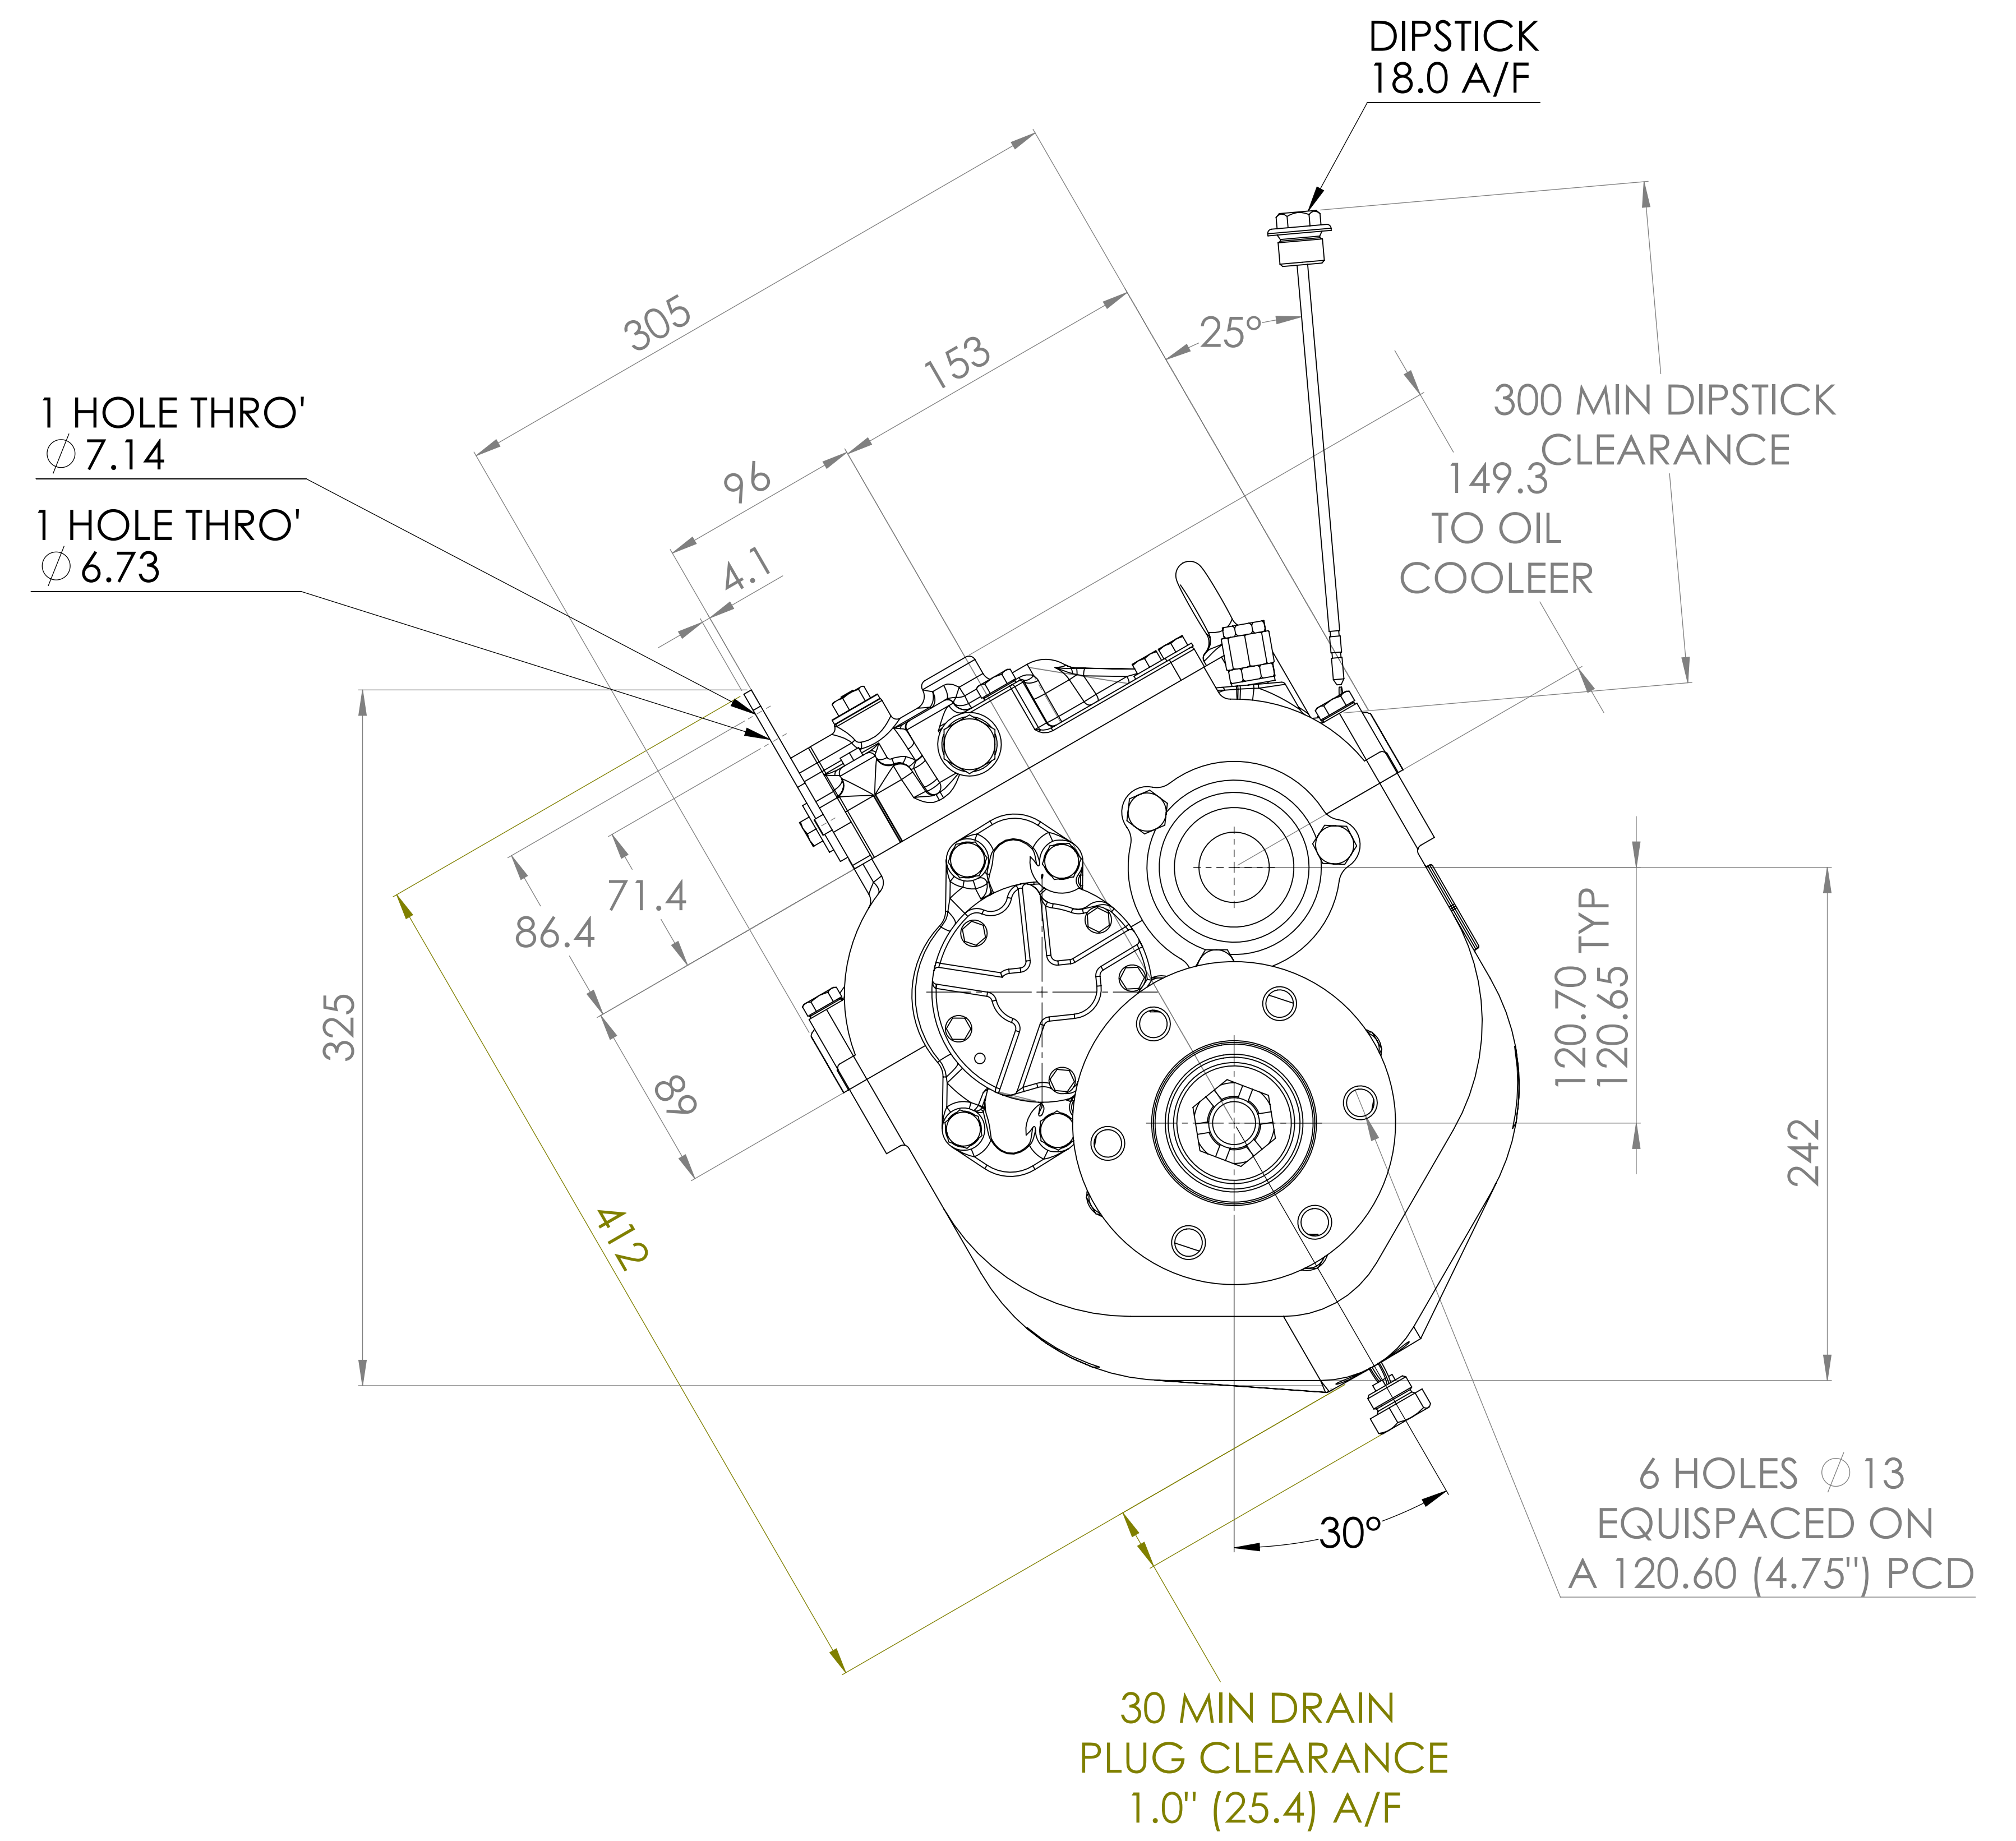 DIPSTICK
18.0 A/F
305
153
25°
1 HOLE THRO'
∅ 7.14
96
300 MIN DIPSTICK
CLEARANCE
149.3
TO OIL
COOLEER
1 HOLE THRO'
∅ 6.73
4.1
71.4
86.4
325
68
120.70 TYP
120.65
242
412
30°
6 HOLES ∅ 13
EQUISPACED ON
A 120.60 (4.75") PCD
30 MIN DRAIN
PLUG CLEARANCE
1.0" (25.4) A/F